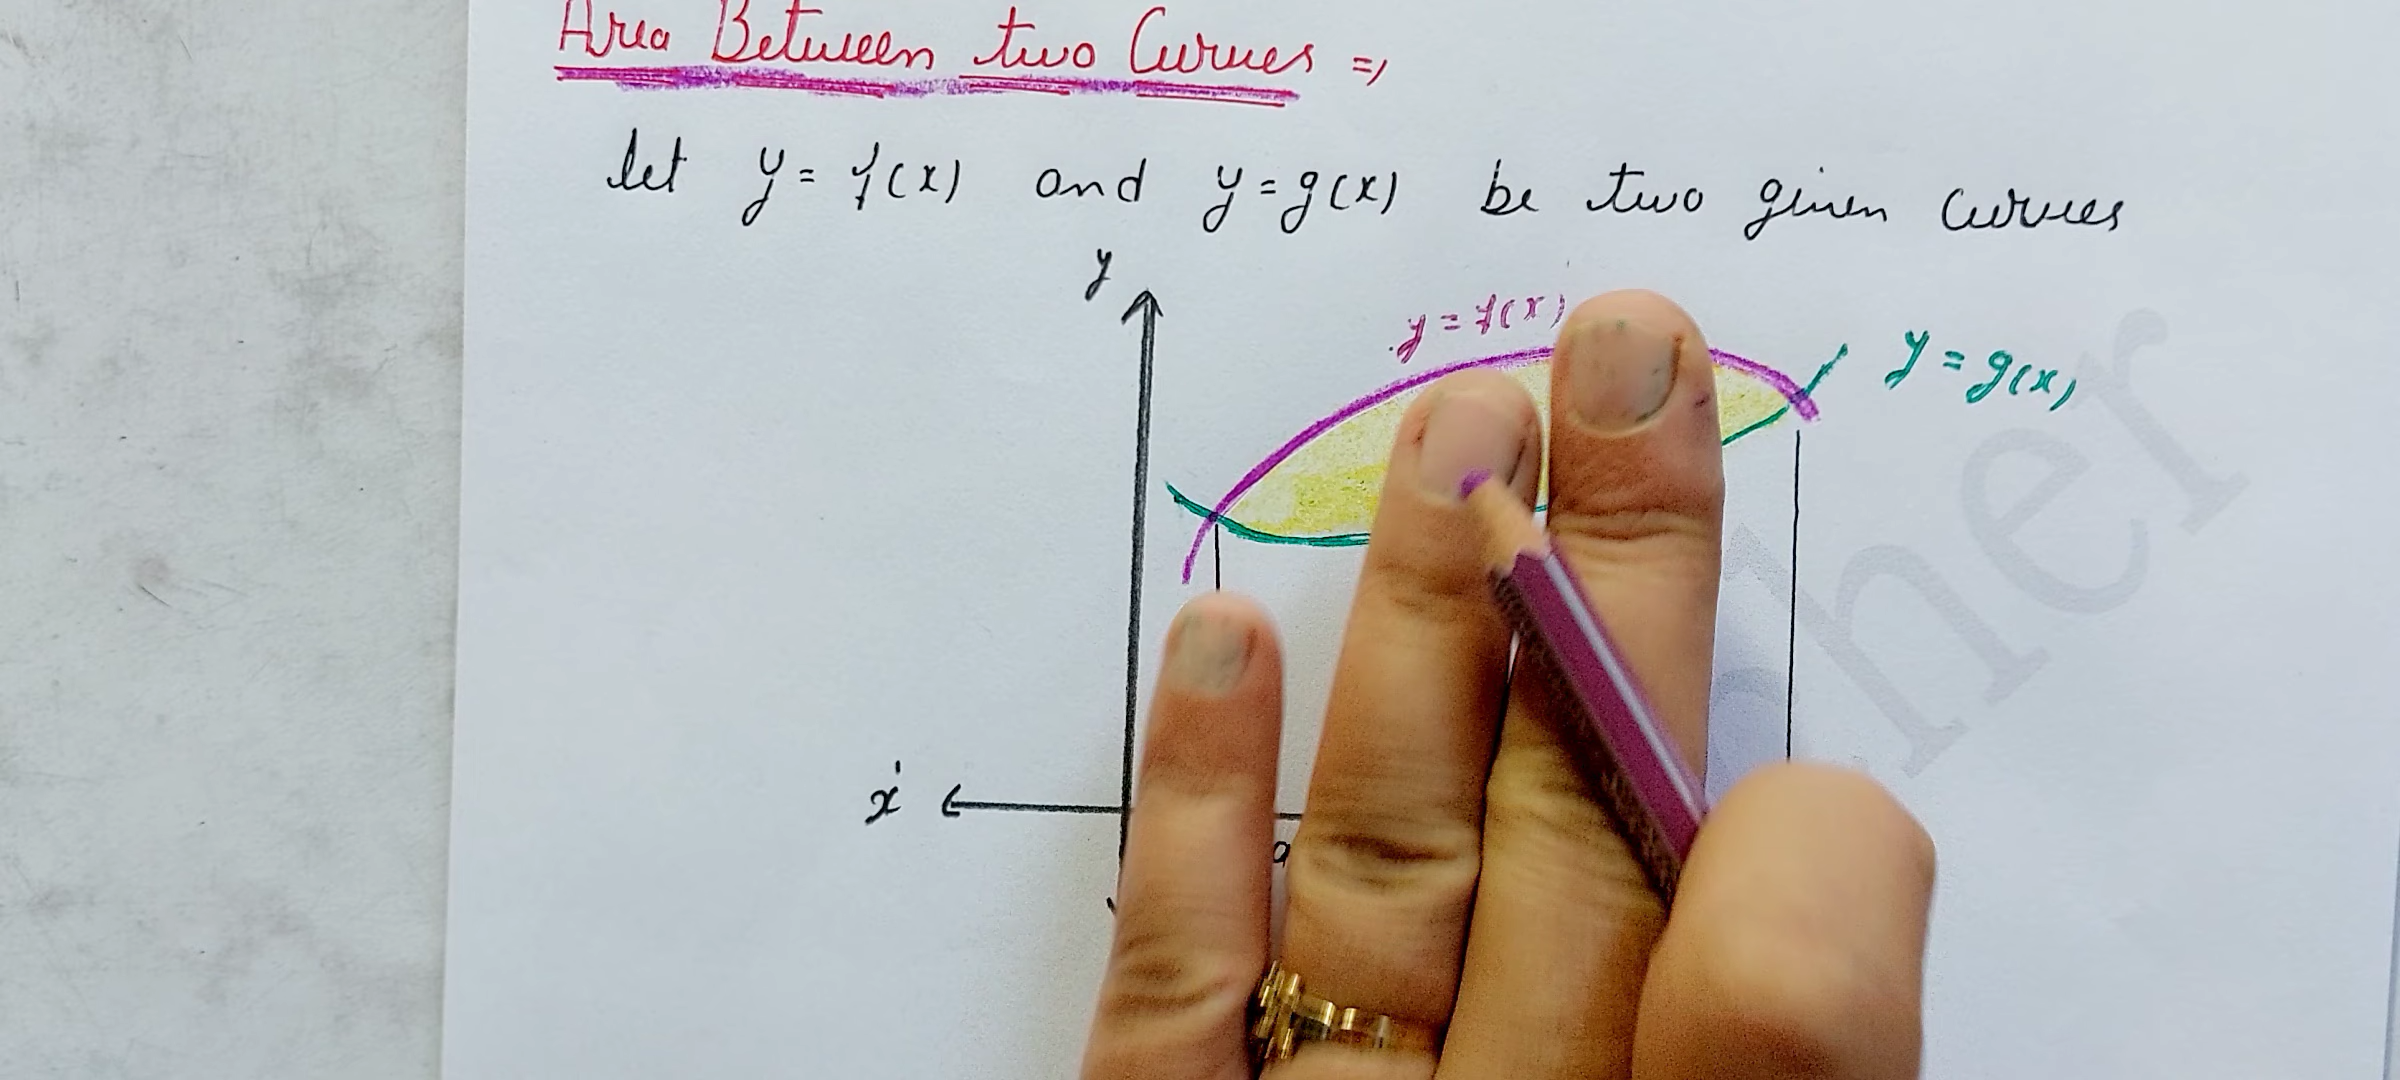 Area Between two Curves =>
let y = f(x) and y = g(x) be two given curves
y
y = f(x)
y = g(x)
x'
a